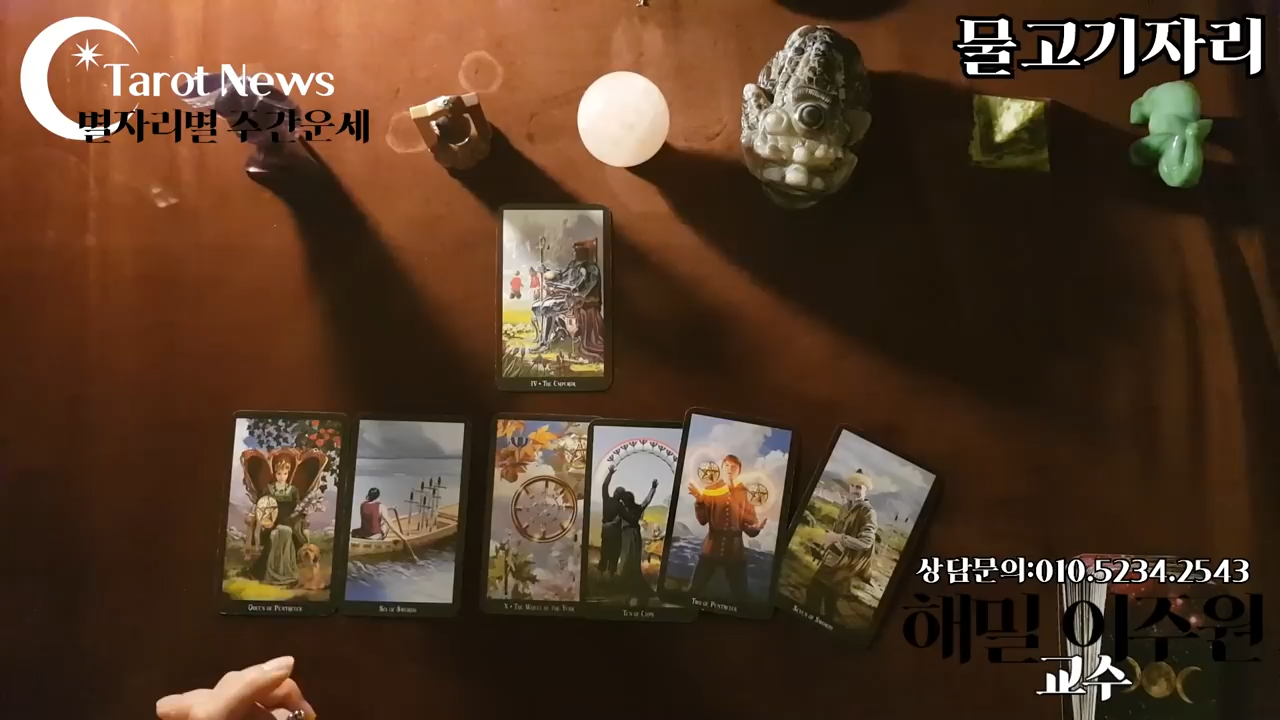 Tarot News
별자리별 주간운세
물고기자리
IV • The Emperor
Queen of Pentacles
Six of Swords
X • The Wheel of the Year
Ten of Cups
Two of Pentacles
Seven of Swords
상담문의:010.5234.2543
해밀 이주원
교수